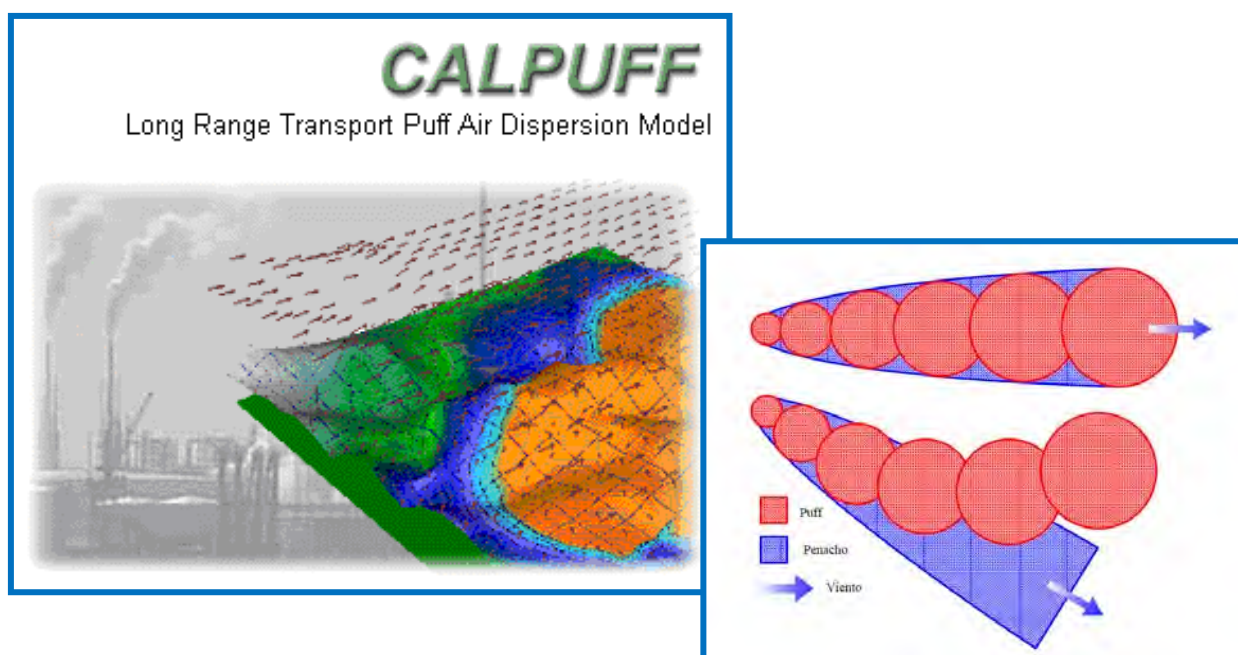 CALPUFF
Long Range Transport Puff Air Dispersion Model
Puff
Penacho
Viento